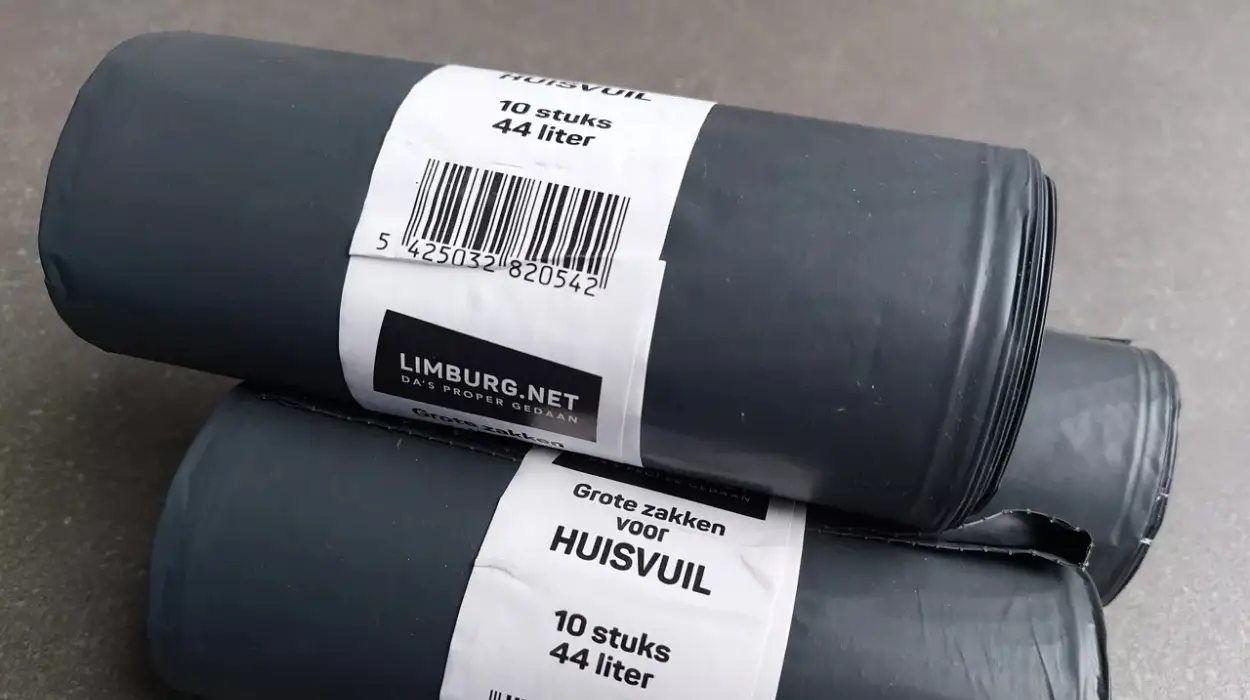 HUISVUIL
10 stuks
44 liter
5 425032 820542
LIMBURG.NET
DA'S PROPER GEDAAN
Grote zakken
GEDAAN
Grote zakken
voor
HUISVUIL
10 stuks
44 liter